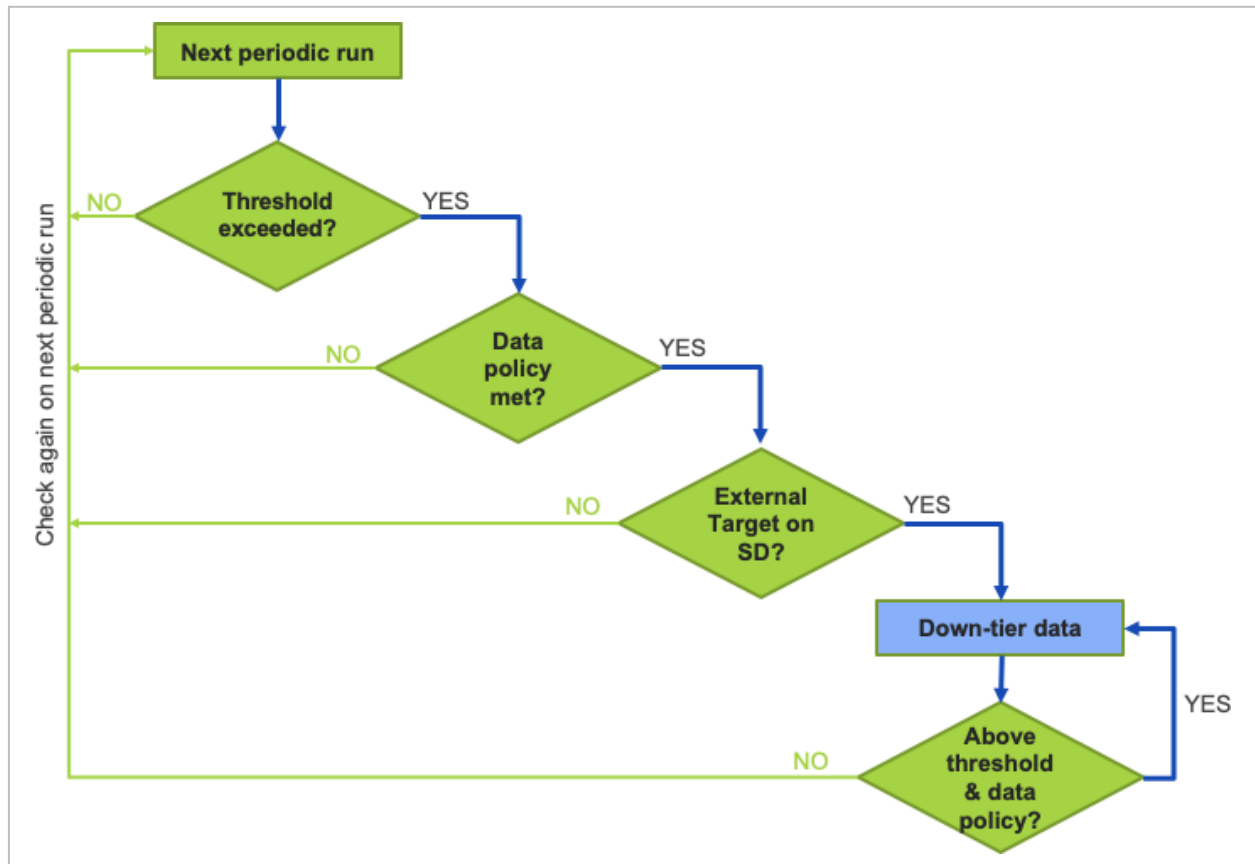 Next periodic run
Threshold
exceeded?
NO
YES
Data
policy
met?
NO
YES
External
Target on
SD?
NO
YES
Down-tier data
YES
Above
threshold
& data
policy?
NO
Check again on next periodic run